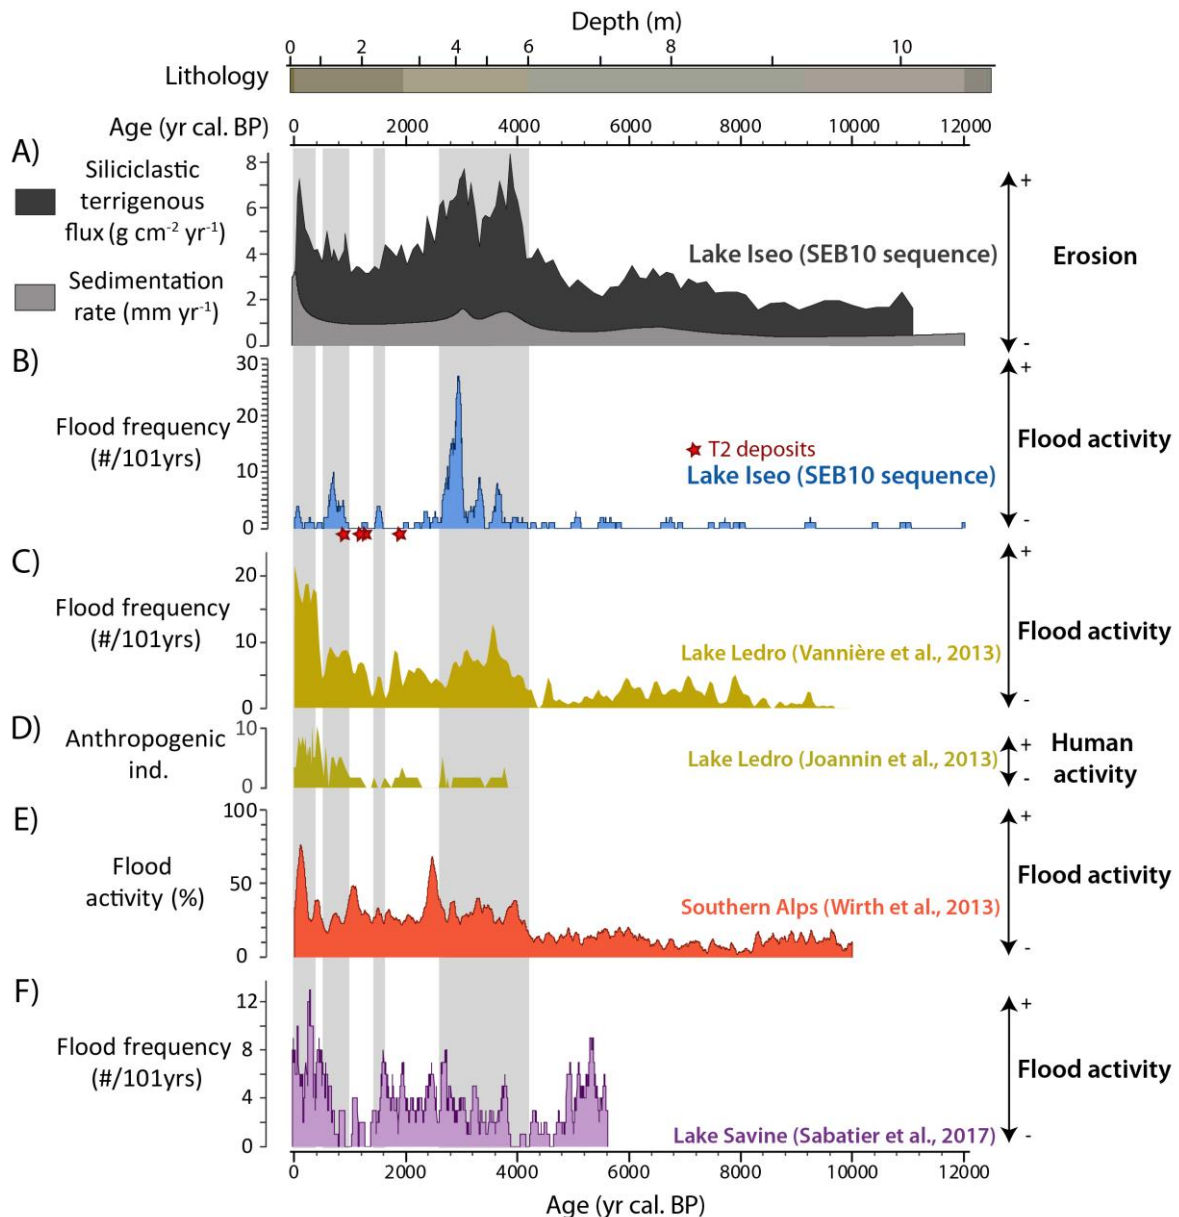 Depth (m)
0 2 4 6 8 10
Lithology
Age (yr cal. BP) 0 2000 4000 6000 8000 10000 12000
A)
Siliciclastic
terrigenous
flux (g cm⁻² yr⁻¹)
Sedimentation
rate (mm yr⁻¹)
8
6
4
2
0
Lake Iseo (SEB10 sequence)
+
Erosion
-
B)
Flood frequency
(#/101yrs)
30
20
10
0
T2 deposits
Lake Iseo (SEB10 sequence)
+
Flood activity
-
C)
Flood frequency
(#/101yrs)
20
10
0
Lake Ledro (Vannière et al., 2013)
+
Flood activity
-
D)
Anthropogenic
ind.
10
0
Lake Ledro (Joannin et al., 2013)
+
Human
activity
-
E)
Flood
activity (%)
100
50
0
Southern Alps (Wirth et al., 2013)
+
Flood activity
-
F)
Flood frequency
(#/101yrs)
12
8
4
0
Lake Savine (Sabatier et al., 2017)
+
Flood activity
-
0 2000 4000 6000 8000 10000 12000
Age (yr cal. BP)